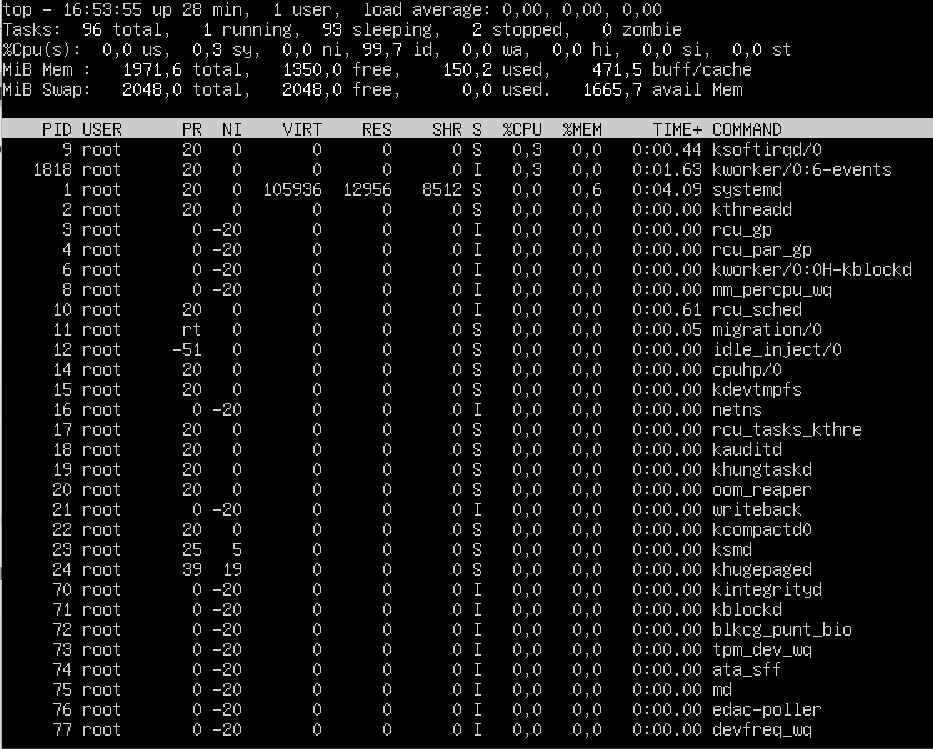 top - 16:53:55 up 28 min,  1 user,  load average: 0,00, 0,00, 0,00
Tasks:  96 total,   1 running,  93 sleeping,   2 stopped,   0 zombie
%Cpu(s):  0,0 us,  0,3 sy,  0,0 ni, 99,7 id,  0,0 wa,  0,0 hi,  0,0 si,  0,0 st
MiB Mem :   1971,6 total,   1350,0 free,    150,2 used,    471,5 buff/cache
MiB Swap:   2048,0 total,   2048,0 free,      0,0 used.   1665,7 avail Mem
PID USER      PR  NI    VIRT    RES    SHR S  %CPU  %MEM     TIME+ COMMAND
9 root      20   0       0      0      0 S   0,3   0,0   0:00.44 ksoftirqd/0
1818 root      20   0       0      0      0 I   0,3   0,0   0:01.63 kworker/0:6-events
1 root      20   0  105936  12956   8512 S   0,0   0,6   0:04.09 systemd
2 root      20   0       0      0      0 S   0,0   0,0   0:00.00 kthreadd
3 root       0 -20       0      0      0 I   0,0   0,0   0:00.00 rcu_gp
4 root       0 -20       0      0      0 I   0,0   0,0   0:00.00 rcu_par_gp
6 root       0 -20       0      0      0 I   0,0   0,0   0:00.00 kworker/0:0H-kblockd
8 root       0 -20       0      0      0 I   0,0   0,0   0:00.00 mm_percpu_wq
10 root      20   0       0      0      0 I   0,0   0,0   0:00.61 rcu_sched
11 root      rt   0       0      0      0 S   0,0   0,0   0:00.05 migration/0
12 root     -51   0       0      0      0 S   0,0   0,0   0:00.00 idle_inject/0
14 root      20   0       0      0      0 S   0,0   0,0   0:00.00 cpuhp/0
15 root      20   0       0      0      0 S   0,0   0,0   0:00.00 kdevtmpfs
16 root       0 -20       0      0      0 I   0,0   0,0   0:00.00 netns
17 root      20   0       0      0      0 S   0,0   0,0   0:00.00 rcu_tasks_kthre
18 root      20   0       0      0      0 S   0,0   0,0   0:00.00 kauditd
19 root      20   0       0      0      0 S   0,0   0,0   0:00.00 khungtaskd
20 root      20   0       0      0      0 S   0,0   0,0   0:00.00 oom_reaper
21 root       0 -20       0      0      0 I   0,0   0,0   0:00.00 writeback
22 root      20   0       0      0      0 S   0,0   0,0   0:00.00 kcompactd0
23 root      25   5       0      0      0 S   0,0   0,0   0:00.00 ksmd
24 root      39  19       0      0      0 S   0,0   0,0   0:00.00 khugepaged
70 root       0 -20       0      0      0 I   0,0   0,0   0:00.00 kintegrityd
71 root       0 -20       0      0      0 I   0,0   0,0   0:00.00 kblockd
72 root       0 -20       0      0      0 I   0,0   0,0   0:00.00 blkcg_punt_bio
73 root       0 -20       0      0      0 I   0,0   0,0   0:00.00 tpm_dev_wq
74 root       0 -20       0      0      0 I   0,0   0,0   0:00.00 ata_sff
75 root       0 -20       0      0      0 I   0,0   0,0   0:00.00 md
76 root       0 -20       0      0      0 I   0,0   0,0   0:00.00 edac-poller
77 root       0 -20       0      0      0 I   0,0   0,0   0:00.00 devfreq_wq